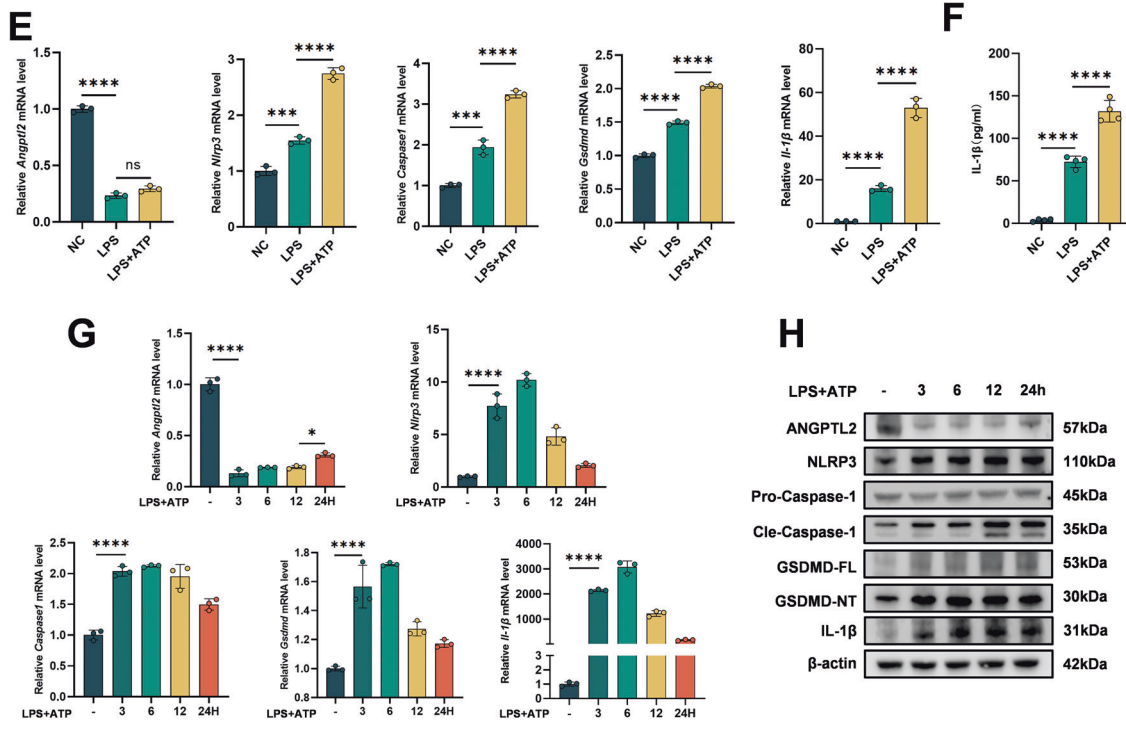 E
Relative Angptl2 mRNA level
1.5
1.0
0.5
0.0
****
ns
NC
LPS
LPS+ATP
Relative Nlrp3 mRNA level
3
2
1
0
***
****
NC
LPS
LPS+ATP
Relative Caspase1 mRNA level
4
3
2
1
0
***
****
NC
LPS
LPS+ATP
Relative Gsdmd mRNA level
2.5
2.0
1.5
1.0
0.5
0.0
****
****
NC
LPS
LPS+ATP
Relative Il-1β mRNA level
80
60
40
20
0
****
****
NC
LPS
LPS+ATP
F
IL-1β(pg/ml)
200
150
100
50
0
****
****
NC
LPS
LPS+ATP
G
Relative Angptl2 mRNA level
1.5
1.0
0.5
0.0
****
*
LPS+ATP - 3 6 12 24H
Relative Nlrp3 mRNA level
15
10
5
0
****
LPS+ATP - 3 6 12 24H
Relative Caspase1 mRNA level
2.5
2.0
1.5
1.0
0.5
0.0
****
LPS+ATP - 3 6 12 24H
Relative Gsdmd mRNA level
1.8
1.6
1.4
1.2
1.0
0.8
****
LPS+ATP - 3 6 12 24H
Relative Il-1β mRNA level
4000
3000
2000
1000
3
2
1
0
****
LPS+ATP - 3 6 12 24H
H
LPS+ATP - 3 6 12 24h
ANGPTL2 57kDa
NLRP3 110kDa
Pro-Caspase-1 45kDa
Cle-Caspase-1 35kDa
GSDMD-FL 53kDa
GSDMD-NT 30kDa
IL-1β 31kDa
β-actin 42kDa